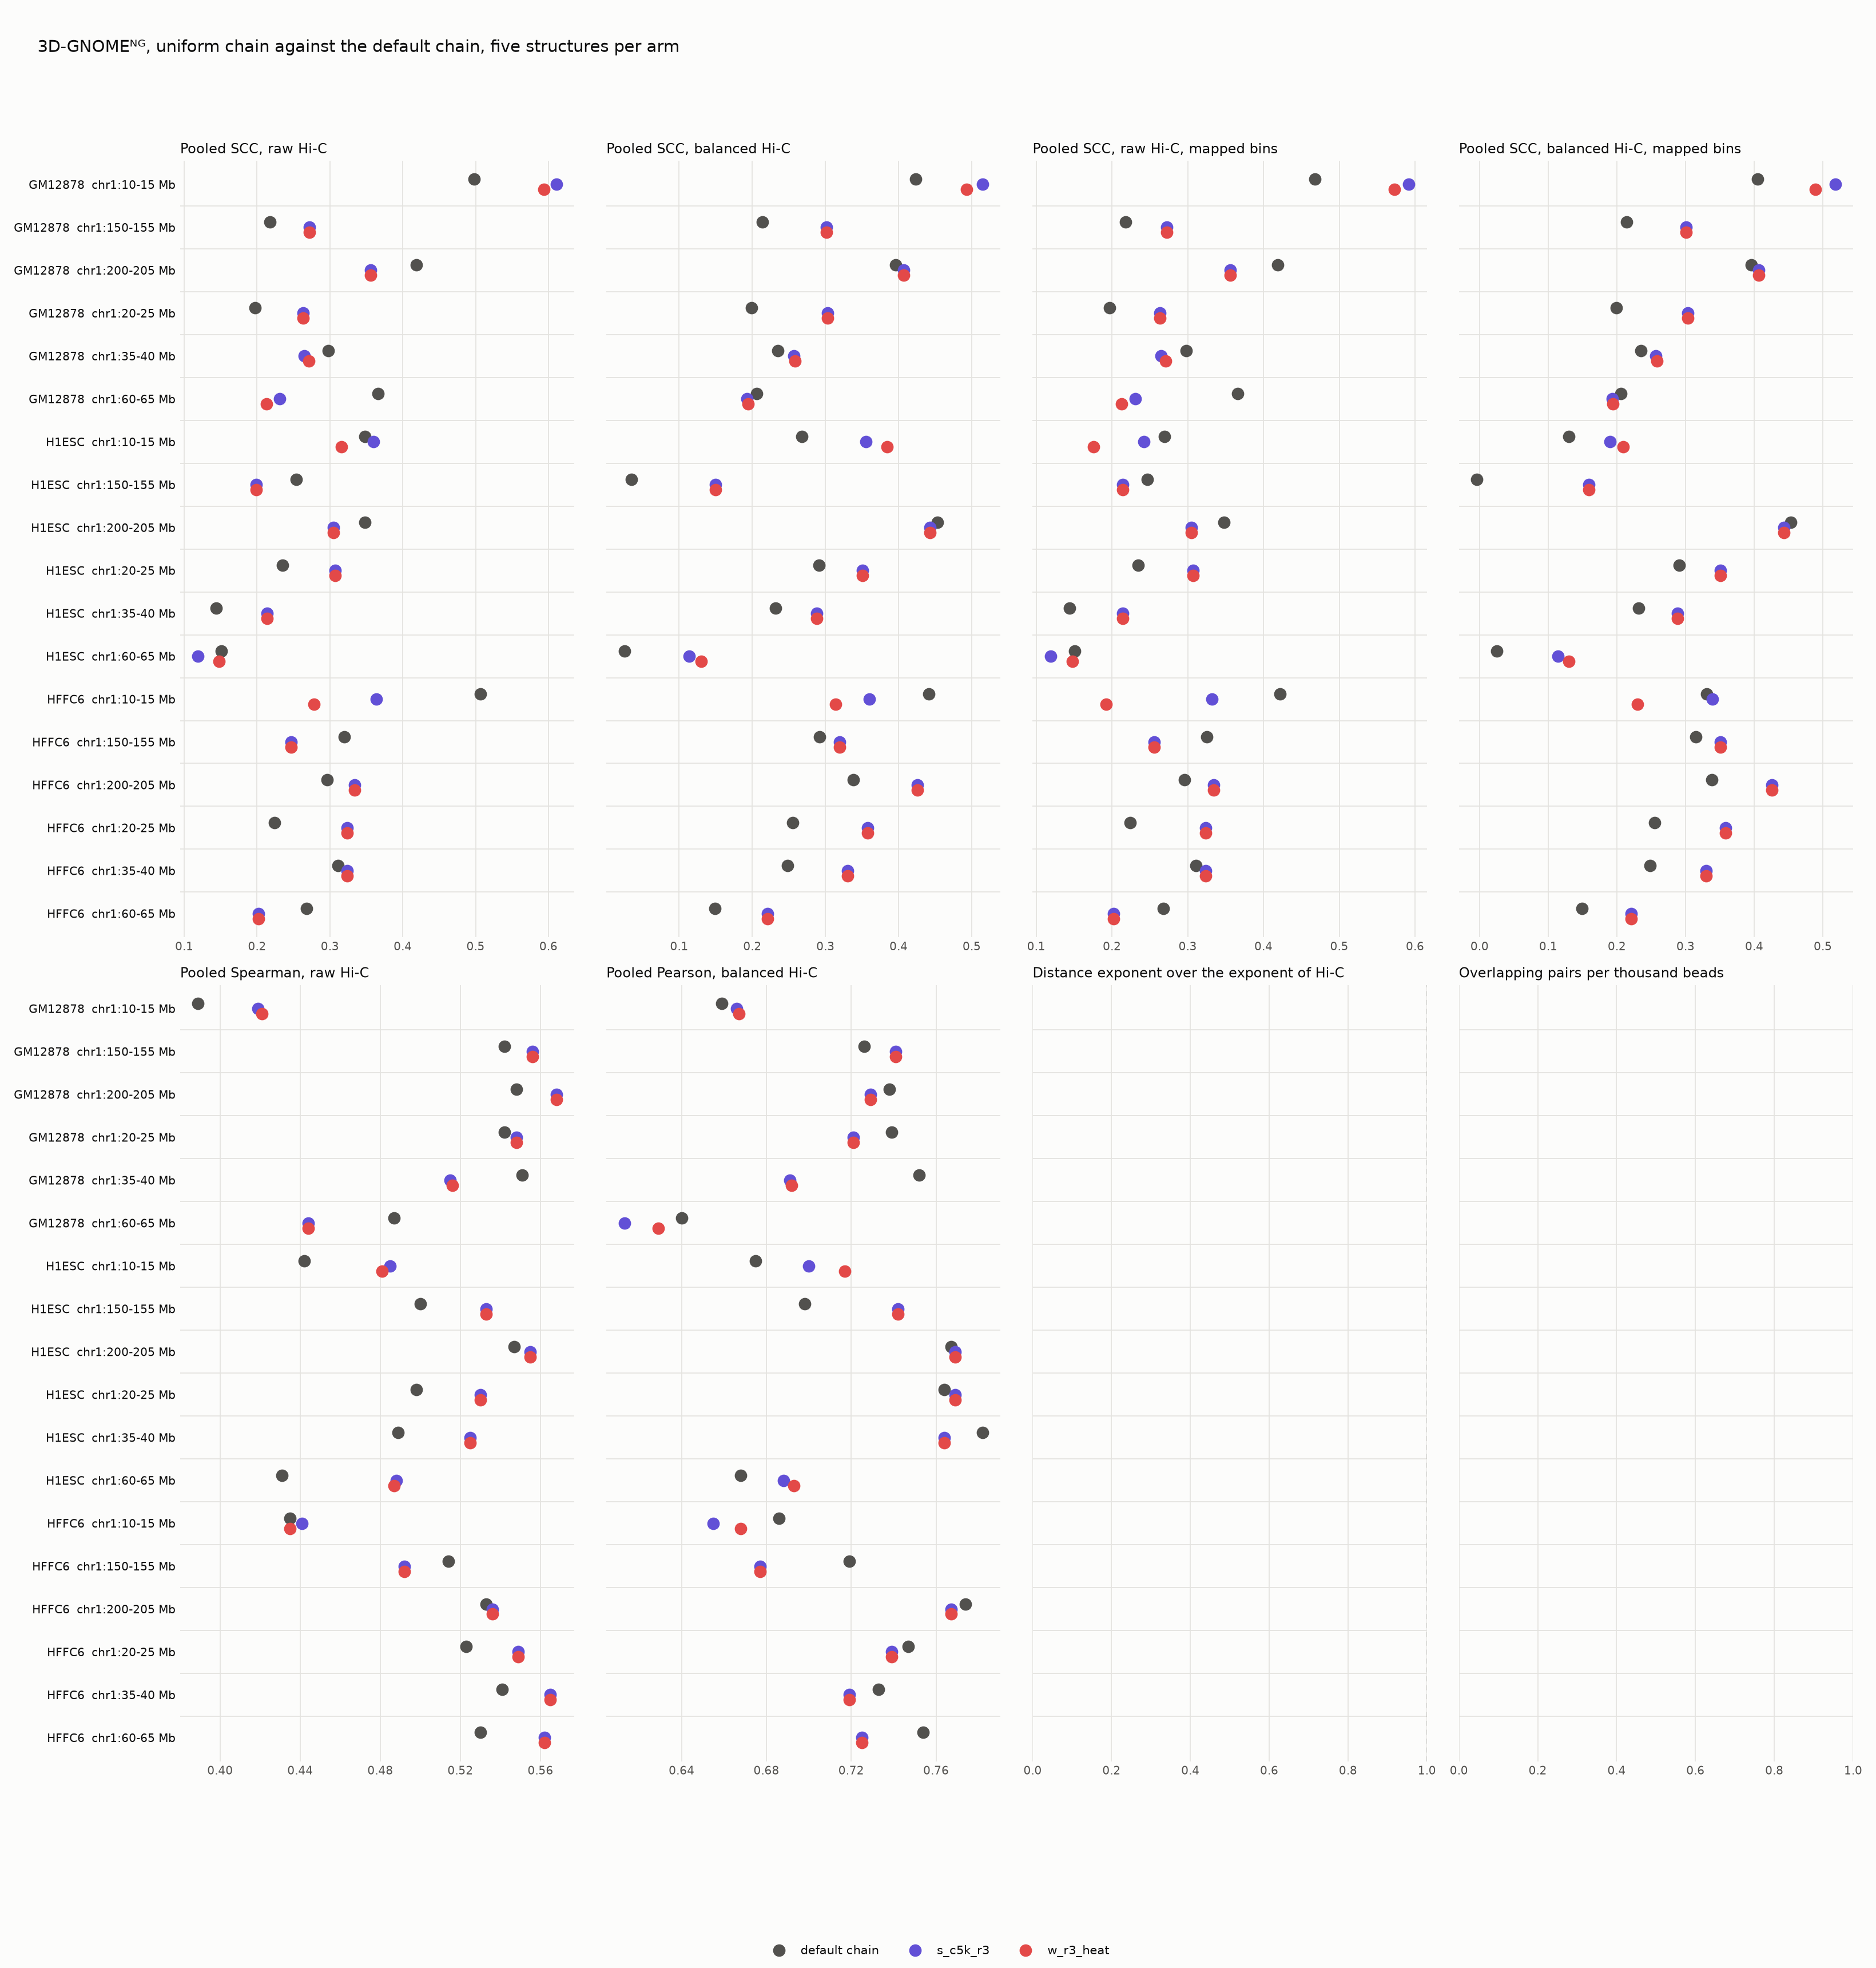 3D-GNOMEᴺᴳ, uniform chain against the default chain, five structures per arm
Pooled SCC, raw Hi-C
Pooled SCC, balanced Hi-C
Pooled SCC, raw Hi-C, mapped bins
Pooled SCC, balanced Hi-C, mapped bins
GM12878 chr1:10-15 Mb
GM12878 chr1:150-155 Mb
GM12878 chr1:200-205 Mb
GM12878 chr1:20-25 Mb
GM12878 chr1:35-40 Mb
GM12878 chr1:60-65 Mb
H1ESC chr1:10-15 Mb
H1ESC chr1:150-155 Mb
H1ESC chr1:200-205 Mb
H1ESC chr1:20-25 Mb
H1ESC chr1:35-40 Mb
H1ESC chr1:60-65 Mb
HFFC6 chr1:10-15 Mb
HFFC6 chr1:150-155 Mb
HFFC6 chr1:200-205 Mb
HFFC6 chr1:20-25 Mb
HFFC6 chr1:35-40 Mb
HFFC6 chr1:60-65 Mb
0.1 0.2 0.3 0.4 0.5 0.6
0.1 0.2 0.3 0.4 0.5
0.1 0.2 0.3 0.4 0.5 0.6
0.0 0.1 0.2 0.3 0.4 0.5
Pooled Spearman, raw Hi-C
Pooled Pearson, balanced Hi-C
Distance exponent over the exponent of Hi-C
Overlapping pairs per thousand beads
GM12878 chr1:10-15 Mb
GM12878 chr1:150-155 Mb
GM12878 chr1:200-205 Mb
GM12878 chr1:20-25 Mb
GM12878 chr1:35-40 Mb
GM12878 chr1:60-65 Mb
H1ESC chr1:10-15 Mb
H1ESC chr1:150-155 Mb
H1ESC chr1:200-205 Mb
H1ESC chr1:20-25 Mb
H1ESC chr1:35-40 Mb
H1ESC chr1:60-65 Mb
HFFC6 chr1:10-15 Mb
HFFC6 chr1:150-155 Mb
HFFC6 chr1:200-205 Mb
HFFC6 chr1:20-25 Mb
HFFC6 chr1:35-40 Mb
HFFC6 chr1:60-65 Mb
0.40 0.44 0.48 0.52 0.56
0.64 0.68 0.72 0.76
0.0 0.2 0.4 0.6 0.8 1.0
0.0 0.2 0.4 0.6 0.8 1.0
default chain
s_c5k_r3
w_r3_heat